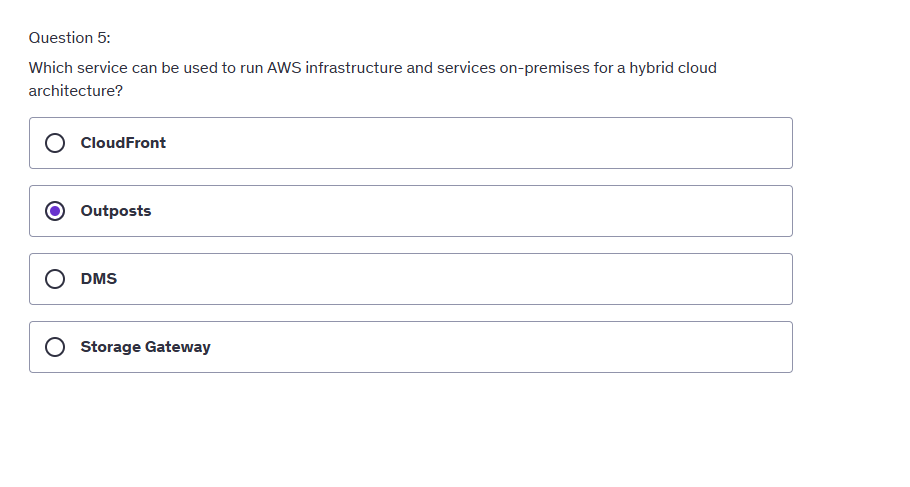 Question 5:
Which service can be used to run AWS infrastructure and services on-premises for a hybrid cloud
architecture?
CloudFront
Outposts
DMS
Storage Gateway